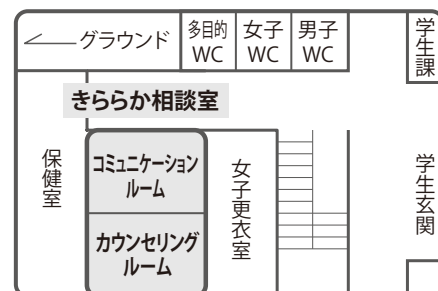 グラウンド
多目的
WC
女子
WC
男子
WC
学生課
きららか相談室
保健室
コミュニケーション
ルーム
女子更衣室
学生玄関
カウンセリング
ルーム